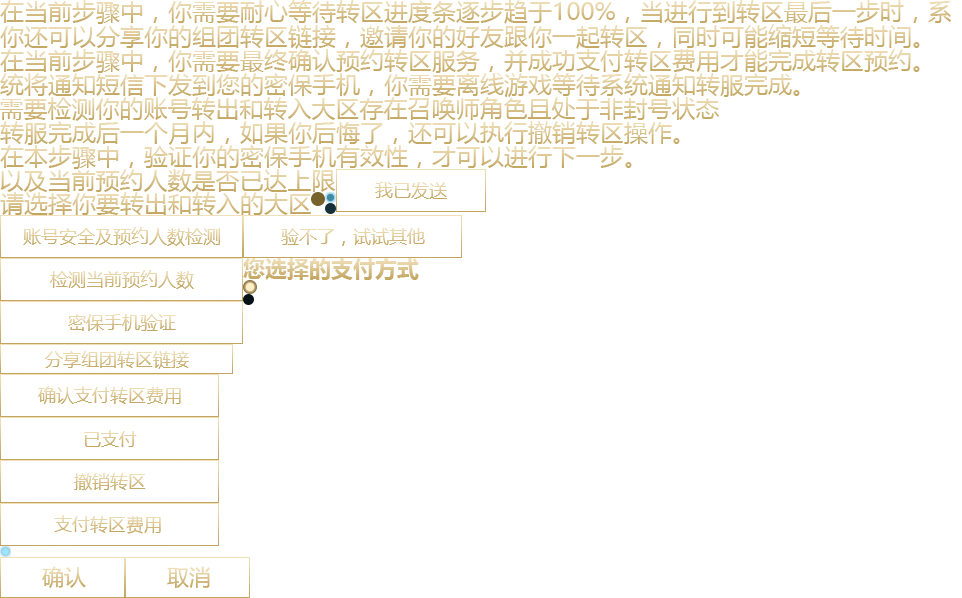 在当前步骤中，你需要耐心等待转区进度条逐步趋于100%，当进行到转区最后一步时，系
你还可以分享你的组团转区链接，邀请你的好友跟你一起转区，同时可能缩短等待时间。
在当前步骤中，你需要最终确认预约转区服务，并成功支付转区费用才能完成转区预约。
统将通知短信下发到您的密保手机，你需要离线游戏等待系统通知转服完成。
需要检测你的账号转出和转入大区存在召唤师角色且处于非封号状态
转服完成后一个月内，如果你后悔了，还可以执行撤销转区操作。
在本步骤中，验证你的密保手机有效性，才可以进行下一步。
以及当前预约人数是否已达上限
我已发送
请选择你要转出和转入的大区
账号安全及预约人数检测
验不了，试试其他
检测当前预约人数
您选择的支付方式
密保手机验证
分享组团转区链接
确认支付转区费用
已支付
撤销转区
支付转区费用
确认
取消